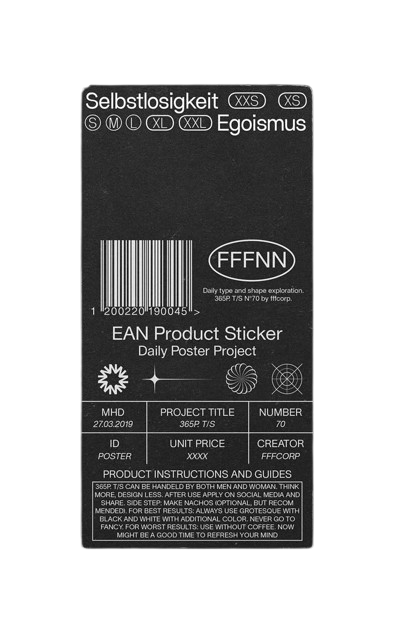 Selbstlosigkeit XXS XS
S M L XL XXL Egoismus
FFFNN
Daily type and shape exploration.
365P. T/S N°70 by fffcorp.
1 200220 190045 >
EAN Product Sticker
Daily Poster Project
MHD PROJECT TITLE NUMBER
27.03.2019 365P. T/S 70
ID UNIT PRICE CREATOR
POSTER XXXX FFFCORP
PRODUCT INSTRUCTIONS AND GUIDES
365P. T/S CAN BE HANDELD BY BOTH MEN AND WOMAN. THINK
MORE, DESIGN LESS. AFTER USE APPLY ON SOCIAL MEDIA AND
SHARE. SIDE STEP: MAKE NACHOS (OPTIONAL, BUT RECOM
MENDED). FOR BEST RESULTS: ALWAYS USE GROTESQUE WITH
BLACK AND WHITE WITH ADDITIONAL COLOR. NEVER GO TO
FANCY. FOR WORST RESULTS: USE WITHOUT COFFEE. NOW
MIGHT BE A GOOD TIME TO REFRESH YOUR MIND